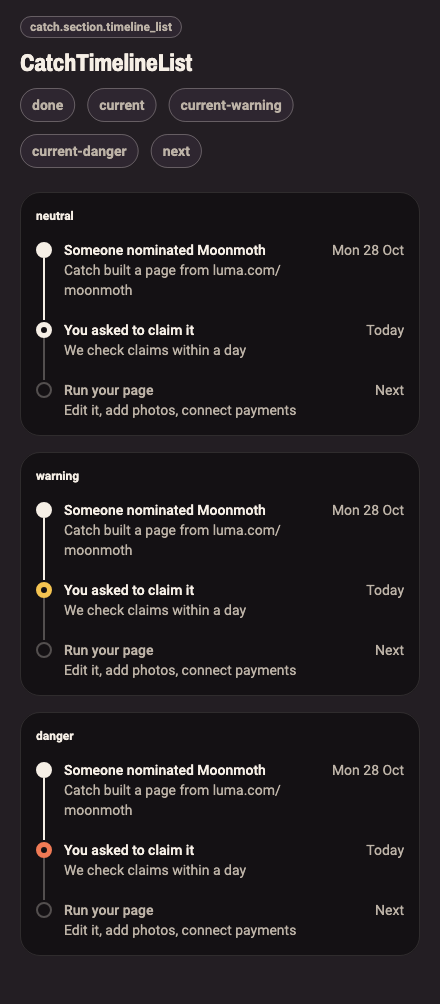 catch.section.timeline_list
CatchTimelineList
done
current
current-warning
current-danger
next
neutral
Someone nominated Moonmoth
Mon 28 Oct
Catch built a page from luma.com/
moonmoth
You asked to claim it
Today
We check claims within a day
Run your page
Next
Edit it, add photos, connect payments
warning
Someone nominated Moonmoth
Mon 28 Oct
Catch built a page from luma.com/
moonmoth
You asked to claim it
Today
We check claims within a day
Run your page
Next
Edit it, add photos, connect payments
danger
Someone nominated Moonmoth
Mon 28 Oct
Catch built a page from luma.com/
moonmoth
You asked to claim it
Today
We check claims within a day
Run your page
Next
Edit it, add photos, connect payments